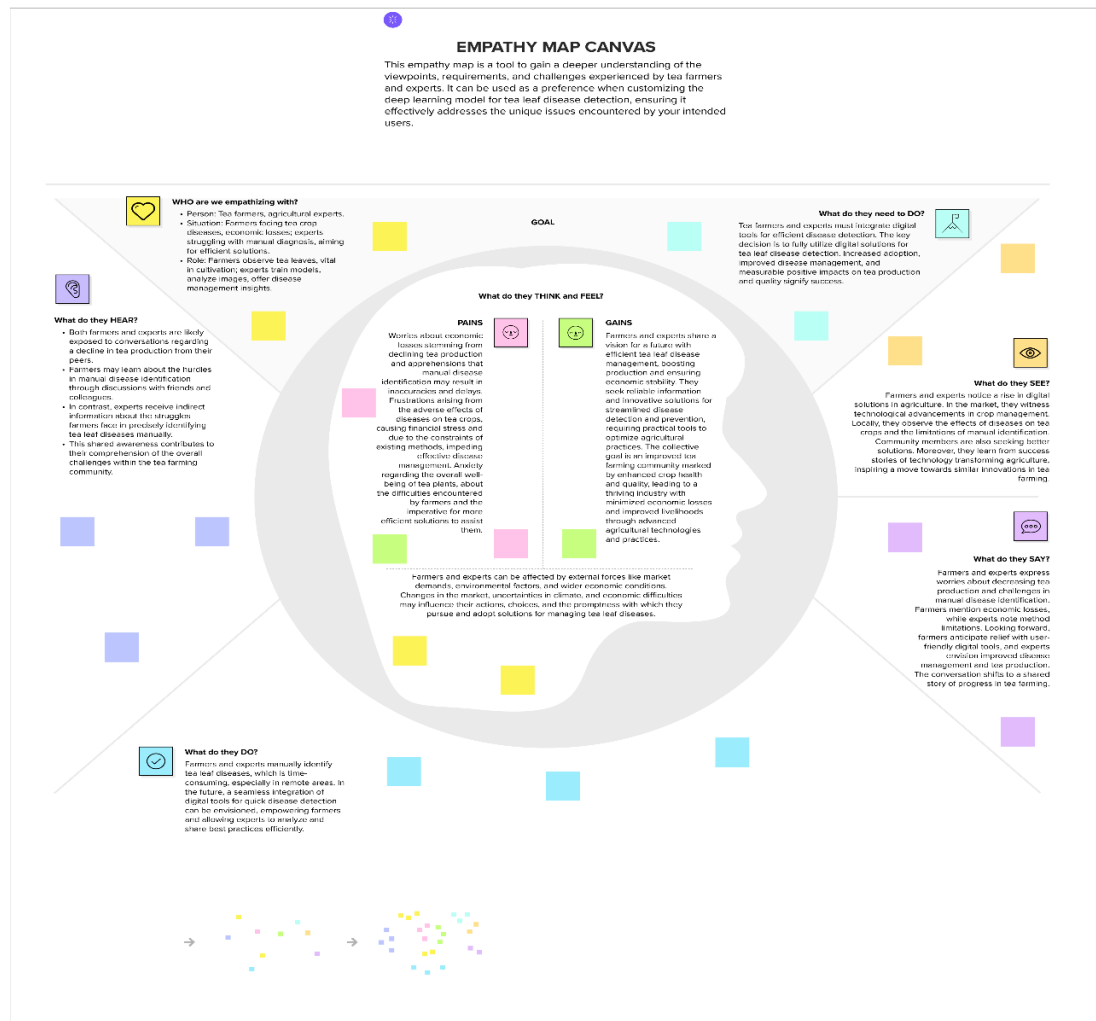 EMPATHY MAP CANVAS
This empathy map is a tool to gain a deeper understanding of the
viewpoints, requirements, and challenges experienced by tea farmers
and experts. It can be used as a preference when customizing the
deep learning model for tea leaf disease detection, ensuring it
effectively addresses the unique issues encountered by your intended
users.
WHO are we empathizing with?
• Person: Tea farmers, agricultural experts.
• Situation: Farmers facing tea crop
diseases, economic losses; experts
struggling with manual diagnosis, aiming
for efficient solutions.
• Role: Farmers observe tea leaves, vital
in cultivation; experts train models,
analyze images, offer disease
management insights.
GOAL
What do they need to DO?
Tea farmers and experts must integrate digital
tools for efficient disease detection. The key
decision is to fully utilize digital solutions for
tea leaf disease detection. Increased adoption,
improved disease management, and
measurable positive impacts on tea production
and quality signify success.
What do they HEAR?
• Both farmers and experts are likely
exposed to conversations regarding
a decline in tea production from their
peers.
• Farmers may learn about the hurdles
in manual disease identification
through discussions with friends and
colleagues.
• In contrast, experts receive indirect
information about the struggles
farmers face in precisely identifying
tea leaf diseases manually.
• This shared awareness contributes to
their comprehension of the overall
challenges within the tea farming
community.
What do they THINK and FEEL?
PAINS
Worries about economic
losses stemming from
declining tea production
and apprehensions that
manual disease
identification may result in
inaccuracies and delays.
Frustrations arising from
the adverse effects of
diseases on tea crops,
causing financial stress and
due to the constraints of
existing methods, impeding
effective disease
management. Anxiety
regarding the overall well-
being of tea plants, about
the difficulties encountered
by farmers and the
imperative for more
efficient solutions to assist
them.
GAINS
Farmers and experts share a
vision for a future with
efficient tea leaf disease
management, boosting
production and ensuring
economic stability. They
seek reliable information
and innovative solutions for
streamlined disease
detection and prevention,
requiring practical tools to
optimize agricultural
practices. The collective
goal is an improved tea
farming community marked
by enhanced crop health
and quality, leading to a
thriving industry with
minimized economic losses
and improved livelihoods
through advanced
agricultural technologies
and practices.
Farmers and experts can be affected by external forces like market
demands, environmental factors, and wider economic conditions.
Changes in the market, uncertainties in climate, and economic difficulties
may influence their actions, choices, and the promptness with which they
pursue and adopt solutions for managing tea leaf diseases.
What do they SEE?
Farmers and experts notice a rise in digital
solutions in agriculture. In the market, they witness
technological advancements in crop management.
Locally, they observe the effects of diseases on tea
crops and the limitations of manual identification.
Community members are also seeking better
solutions. Moreover, they learn from success
stories of technology transforming agriculture.
Inspiring a move towards similar innovations in tea
farming.
What do they SAY?
Farmers and experts express
worries about decreasing tea
production and challenges in
manual disease identification.
Farmers mention economic losses,
while experts note method
limitations. Looking forward,
farmers anticipate relief with user-
friendly digital tools, and experts
envision improved disease
management and tea production.
The conversation shifts to a shared
story of progress in tea farming.
What do they DO?
Farmers and experts manually identify
tea leaf diseases, which is time-
consuming, especially in remote areas. In
the future, a seamless integration of
digital tools for quick disease detection
can be envisioned, empowering farmers
and allowing experts to analyze and
share best practices efficiently.